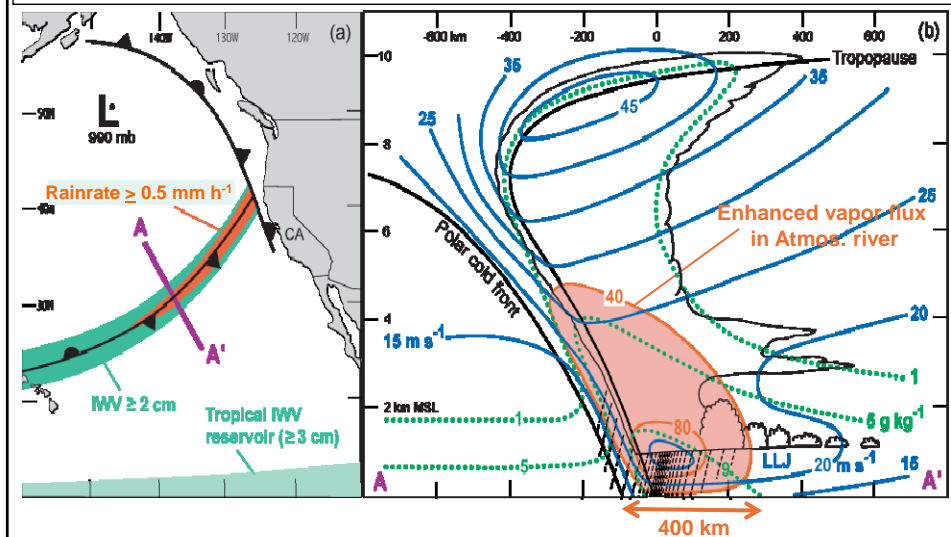 140W
130W
120W
(a)
50N
L
990 mb
Rainrate ≥ 0.5 mm h-1
40N
A
CA
30N
A'
IWV ≥ 2 cm
Tropical IWV
reservoir (≥3 cm)
-600 km
-400
-200
0
200
400
600
(b)
10
8
6
4
2 km MSL
Tropopause
35
45
35
25
25
Enhanced vapor flux
in Atmos. river
Polar cold front
40
20
15 m s-1
1
1
5 g kg-1
80
5
9
LLJ
20 m s-1
15
A
A'
400 km